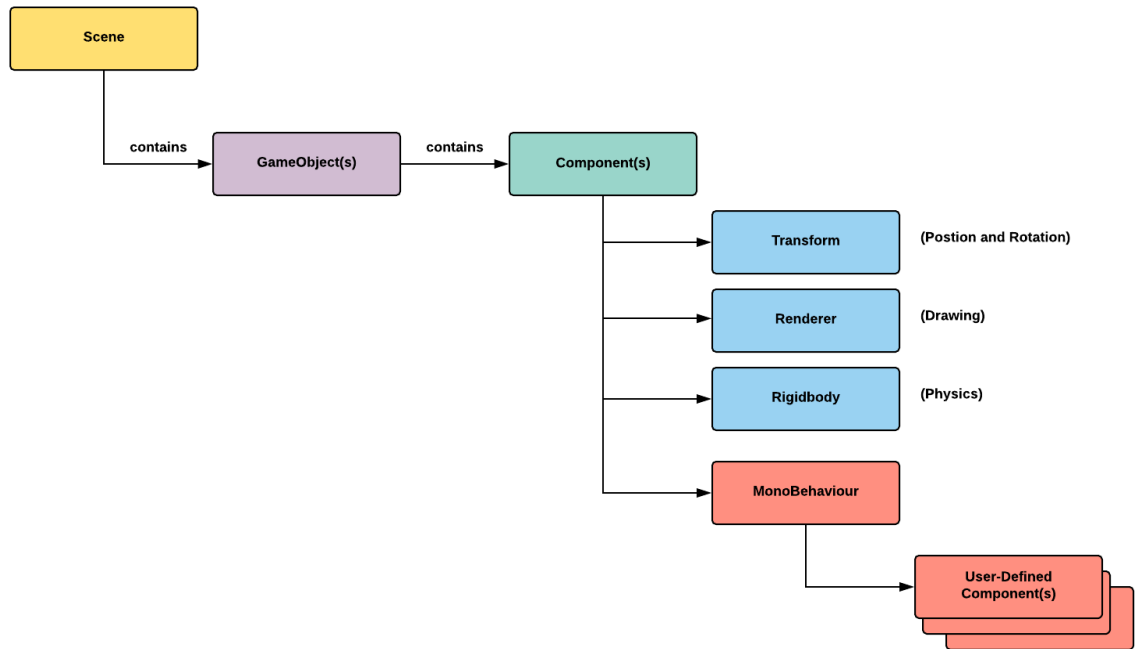 Scene
contains
GameObject(s)
contains
Component(s)
Transform
(Postion and Rotation)
Renderer
(Drawing)
Rigidbody
(Physics)
MonoBehaviour
User-Defined
Component(s)